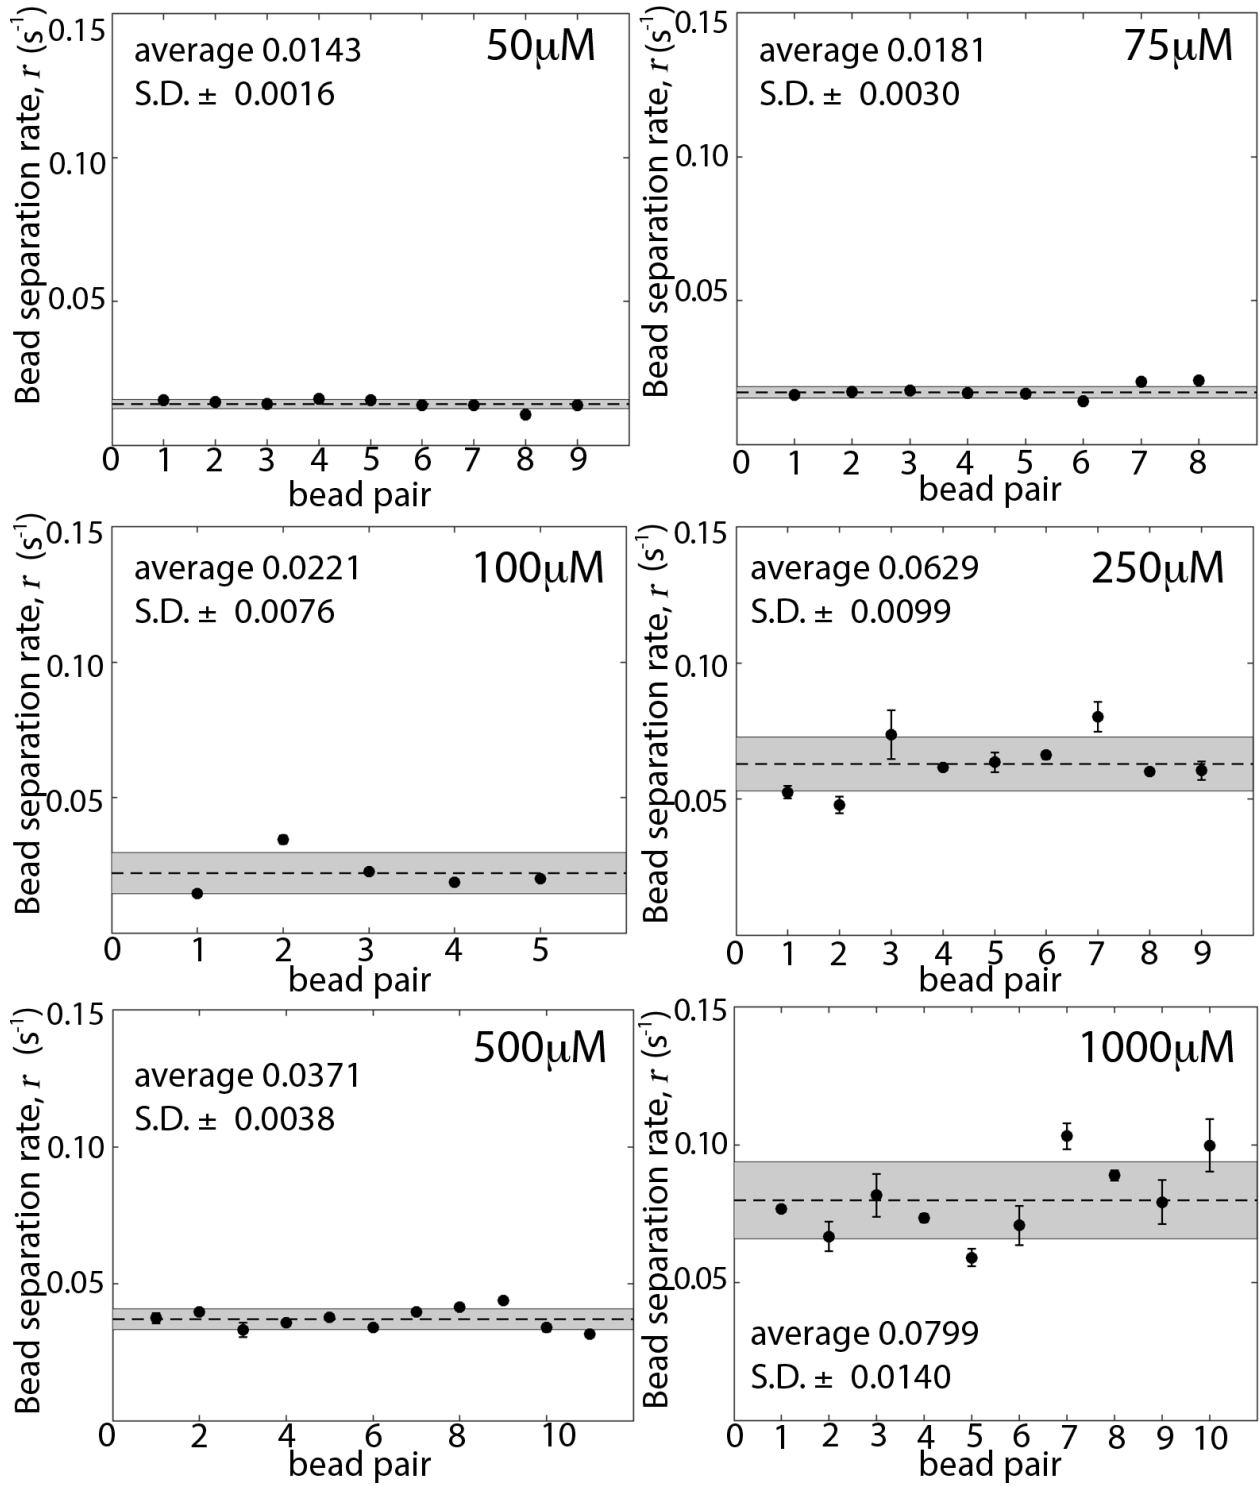 Bead separation rate, r (s⁻¹)
0.15
0.10
0.05
average 0.0143
S.D. ± 0.0016
50μM
0 1 2 3 4 5 6 7 8 9
bead pair
Bead separation rate, r (s⁻¹)
0.15
0.10
0.05
average 0.0181
S.D. ± 0.0030
75μM
0 1 2 3 4 5 6 7 8
bead pair
Bead separation rate, r (s⁻¹)
0.15
0.10
0.05
average 0.0221
S.D. ± 0.0076
100μM
0 1 2 3 4 5
bead pair
Bead separation rate, r (s⁻¹)
0.15
0.10
0.05
average 0.0629
S.D. ± 0.0099
250μM
0 1 2 3 4 5 6 7 8 9
bead pair
Bead separation rate, r (s⁻¹)
0.15
0.10
0.05
500μM
average 0.0371
S.D. ± 0.0038
0 2 4 6 8 10
bead pair
Bead separation rate, r (s⁻¹)
0.15
0.10
0.05
1000μM
average 0.0799
S.D. ± 0.0140
0 1 2 3 4 5 6 7 8 9 10
bead pair